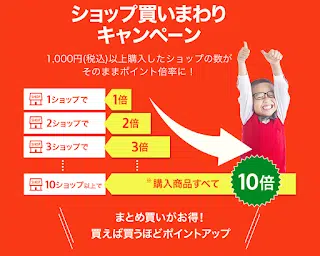 ショップ買いまわり
キャンペーン
1,000円(税込)以上購入したショップの数が
そのままポイント倍率に!
1ショップで 1倍
2ショップで 2倍
3ショップで 3倍
10ショップ以上で ※購入商品すべて 10倍
まとめ買いがお得!
買えば買うほどポイントアップ